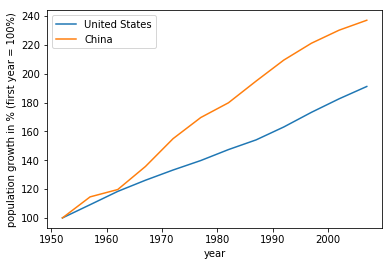 240
220
200
180
160
140
120
100
population growth in % (first year = 100%)
United States
China
1950 1960 1970 1980 1990 2000
year